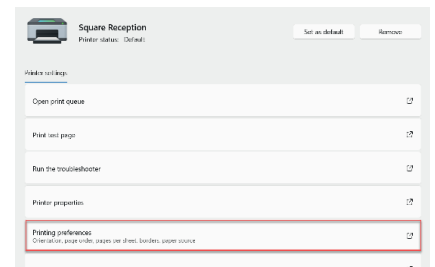 Square Reception
Printer status: Default
Set as default
Remove
Printer settings
Open print queue
Print test page
Run the troubleshooter
Printer properties
Printing preferences
Orientation, page order, pages per sheet, borders, paper source